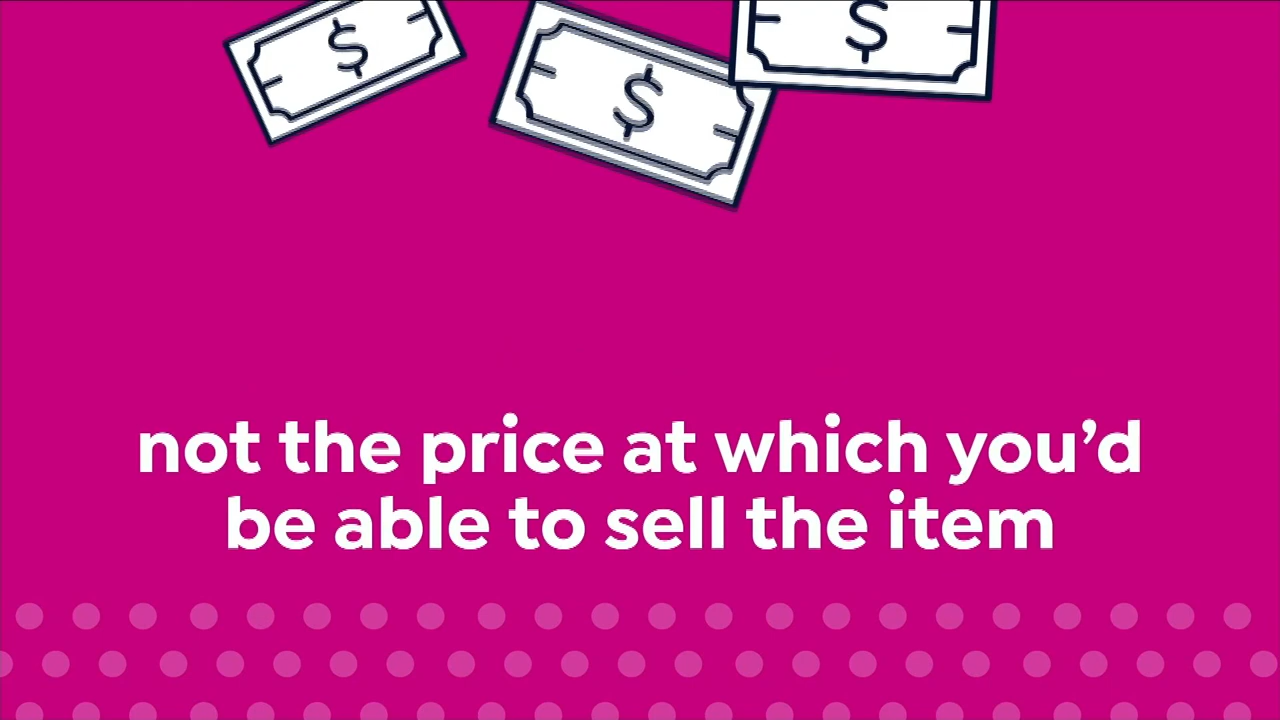 $ $ $
not the price at which you’d
be able to sell the item